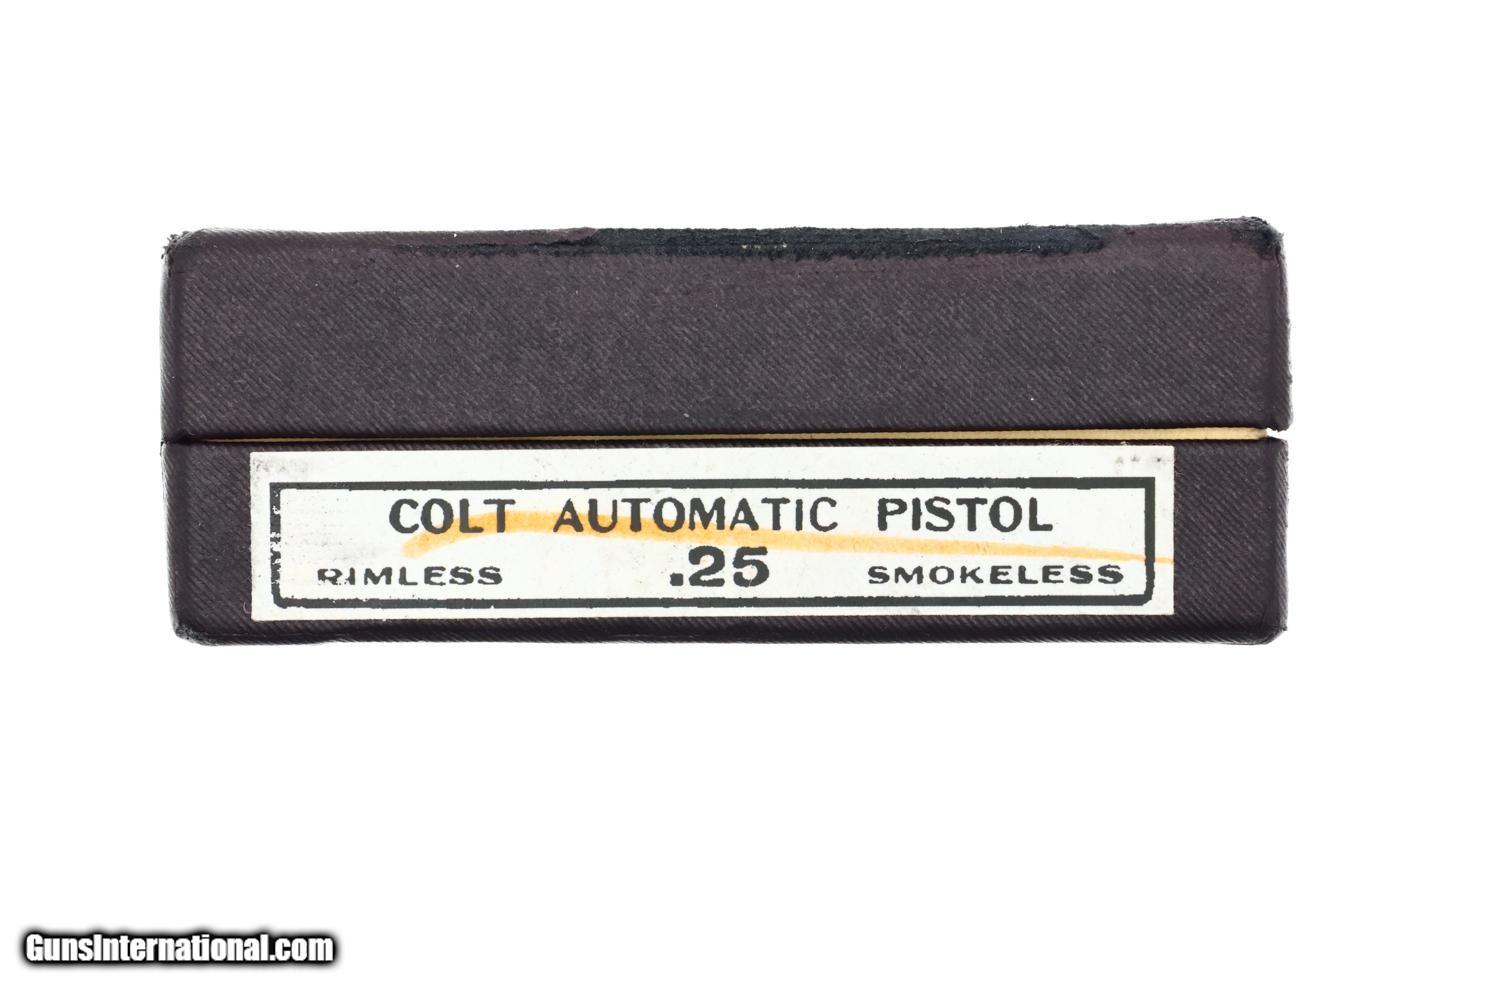 COLT AUTOMATIC PISTOL
.25
RIMLESS SMOKELESS
GunsInternational.com